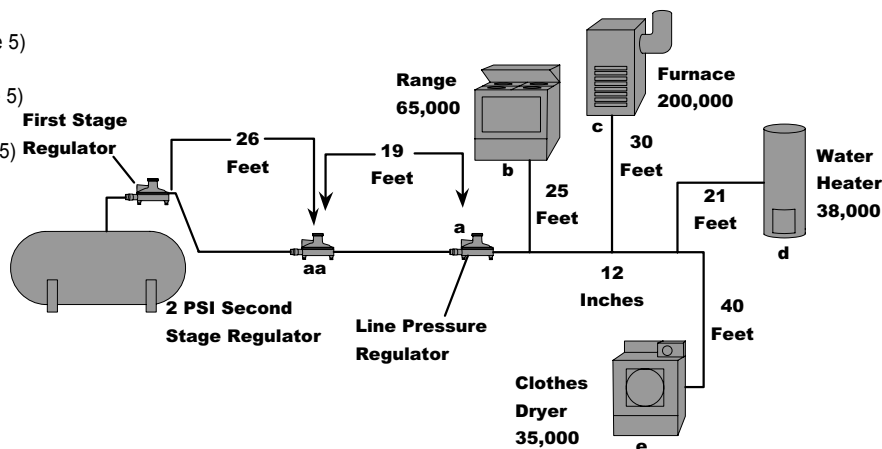 e 5)
5)
5)
First Stage
Regulator
26
Feet
19
Feet
Range
65,000
b
25
Feet
Furnace
200,000
c
30
Feet
Water
Heater
38,000
d
21
Feet
aa
a
2 PSI Second
Stage Regulator
Line Pressure
Regulator
12
Inches
40
Feet
Clothes
Dryer
35,000
e